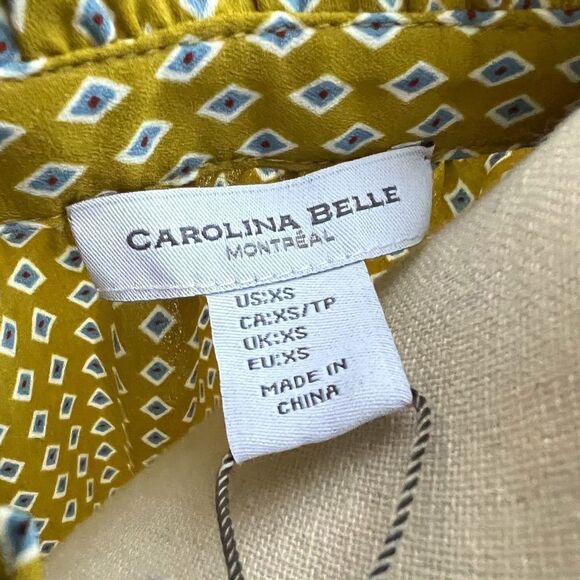 CAROLINA BELLE
MONTRÉAL
US:XS
CA:XS/TP
UK:XS
EU:XS
MADE IN
CHINA